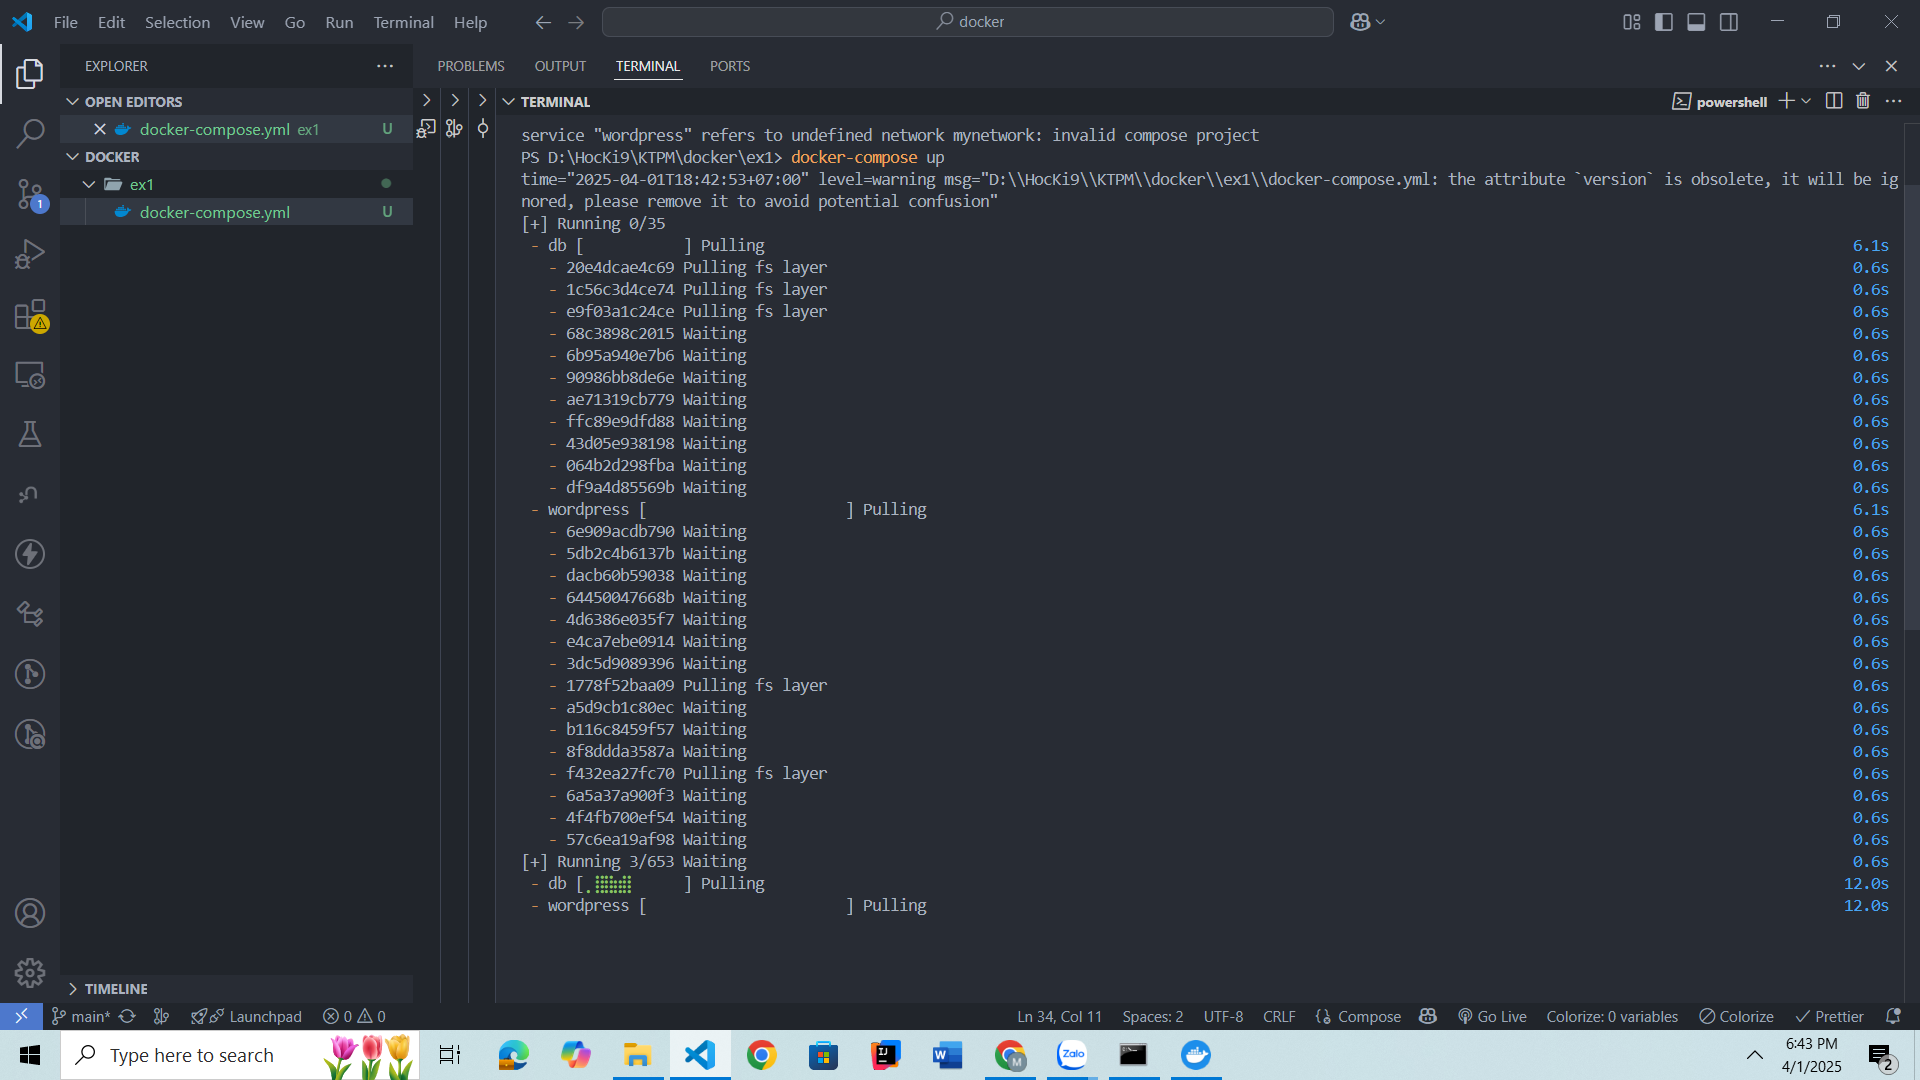 File Edit Selection View Go Run Terminal Help
docker
EXPLORER
OPEN EDITORS
docker-compose.yml ex1 U
DOCKER
ex1
docker-compose.yml U
TIMELINE
PROBLEMS OUTPUT TERMINAL PORTS
TERMINAL
powershell
service "wordpress" refers to undefined network mynetwork: invalid compose project
PS D:\HocKi9\KTPM\docker\ex1> docker-compose up
time="2025-04-01T18:42:53+07:00" level=warning msg="D:\\HocKi9\\KTPM\\docker\\ex1\\docker-compose.yml: the attribute `version` is obsolete, it will be ig
nored, please remove it to avoid potential confusion"
[+] Running 0/35
- db [ ] Pulling 6.1s
- 20e4dcae4c69 Pulling fs layer 0.6s
- 1c56c3d4ce74 Pulling fs layer 0.6s
- e9f03a1c24ce Pulling fs layer 0.6s
- 68c3898c2015 Waiting 0.6s
- 6b95a940e7b6 Waiting 0.6s
- 90986bb8de6e Waiting 0.6s
- ae71319cb779 Waiting 0.6s
- ffc89e9dfd88 Waiting 0.6s
- 43d05e938198 Waiting 0.6s
- 064b2d298fba Waiting 0.6s
- df9a4d85569b Waiting 0.6s
- wordpress [ ] Pulling 6.1s
- 6e909acdb790 Waiting 0.6s
- 5db2c4b6137b Waiting 0.6s
- dacb60b59038 Waiting 0.6s
- 64450047668b Waiting 0.6s
- 4d6386e035f7 Waiting 0.6s
- e4ca7ebe0914 Waiting 0.6s
- 3dc5d9089396 Waiting 0.6s
- 1778f52baa09 Pulling fs layer 0.6s
- a5d9cb1c80ec Waiting 0.6s
- b116c8459f57 Waiting 0.6s
- 8f8ddda3587a Waiting 0.6s
- f432ea27fc70 Pulling fs layer 0.6s
- 6a5a37a900f3 Waiting 0.6s
- 4f4fb700ef54 Waiting 0.6s
- 57c6ea19af98 Waiting 0.6s
[+] Running 3/653 Waiting 0.6s
- db [ ] Pulling 12.0s
- wordpress [ ] Pulling 12.0s
main* Launchpad 0 0 Ln 34, Col 11 Spaces: 2 UTF-8 CRLF Compose Go Live Colorize: 0 variables Colorize Prettier
Type here to search
Zalo
6:43 PM
4/1/2025
2